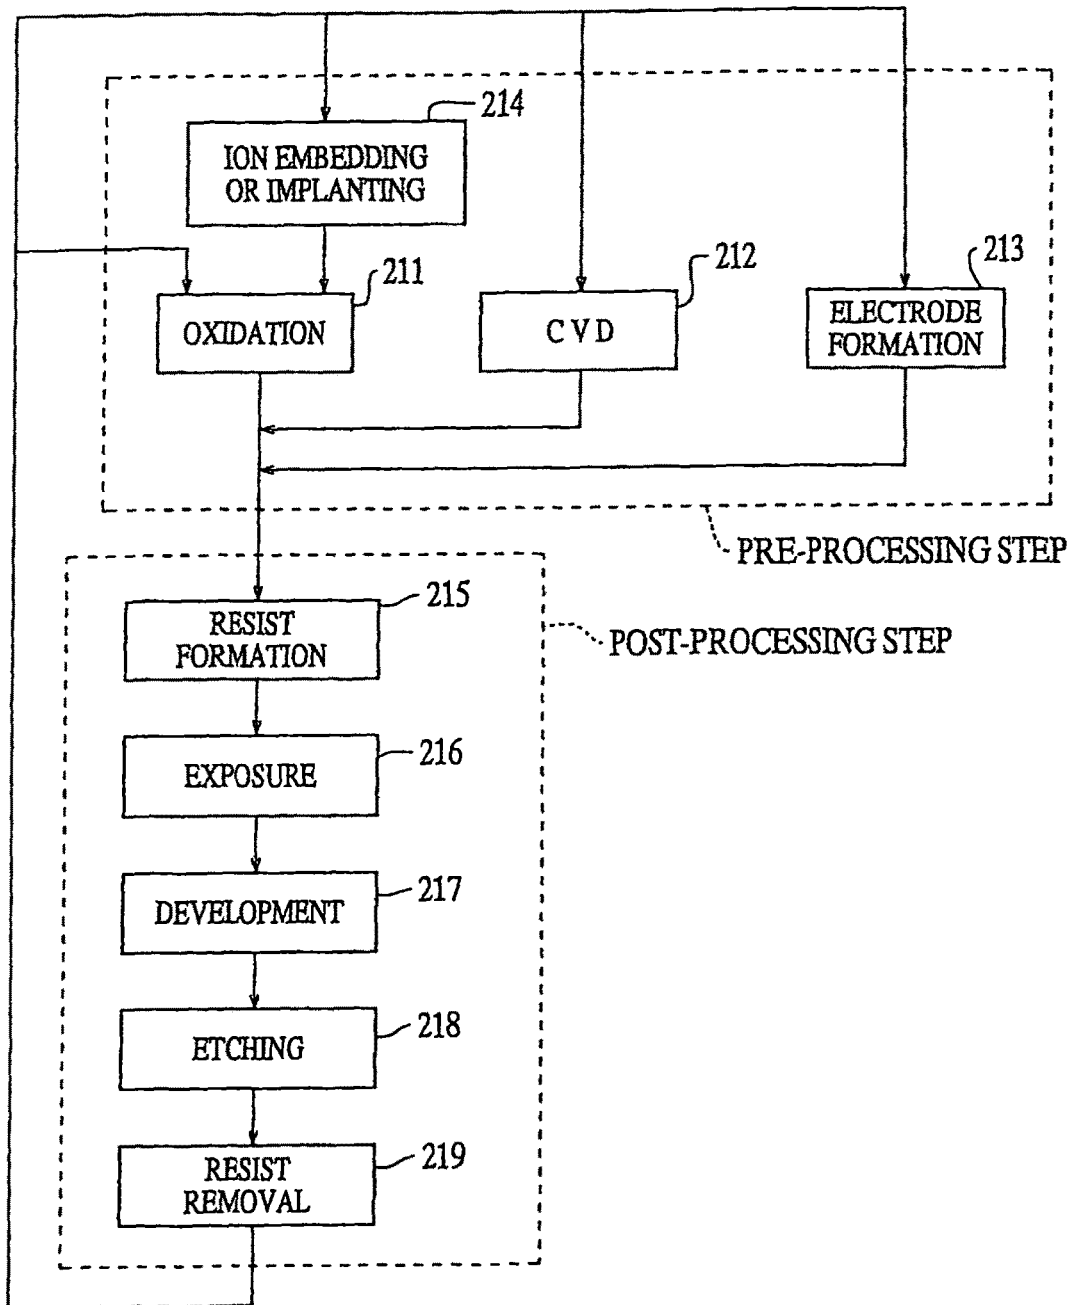 214
ION EMBEDDING
OR IMPLANTING
211
OXIDATION
212
C V D
213
ELECTRODE
FORMATION
PRE-PROCESSING STEP
215
RESIST
FORMATION
POST-PROCESSING STEP
216
EXPOSURE
217
DEVELOPMENT
218
ETCHING
219
RESIST
REMOVAL